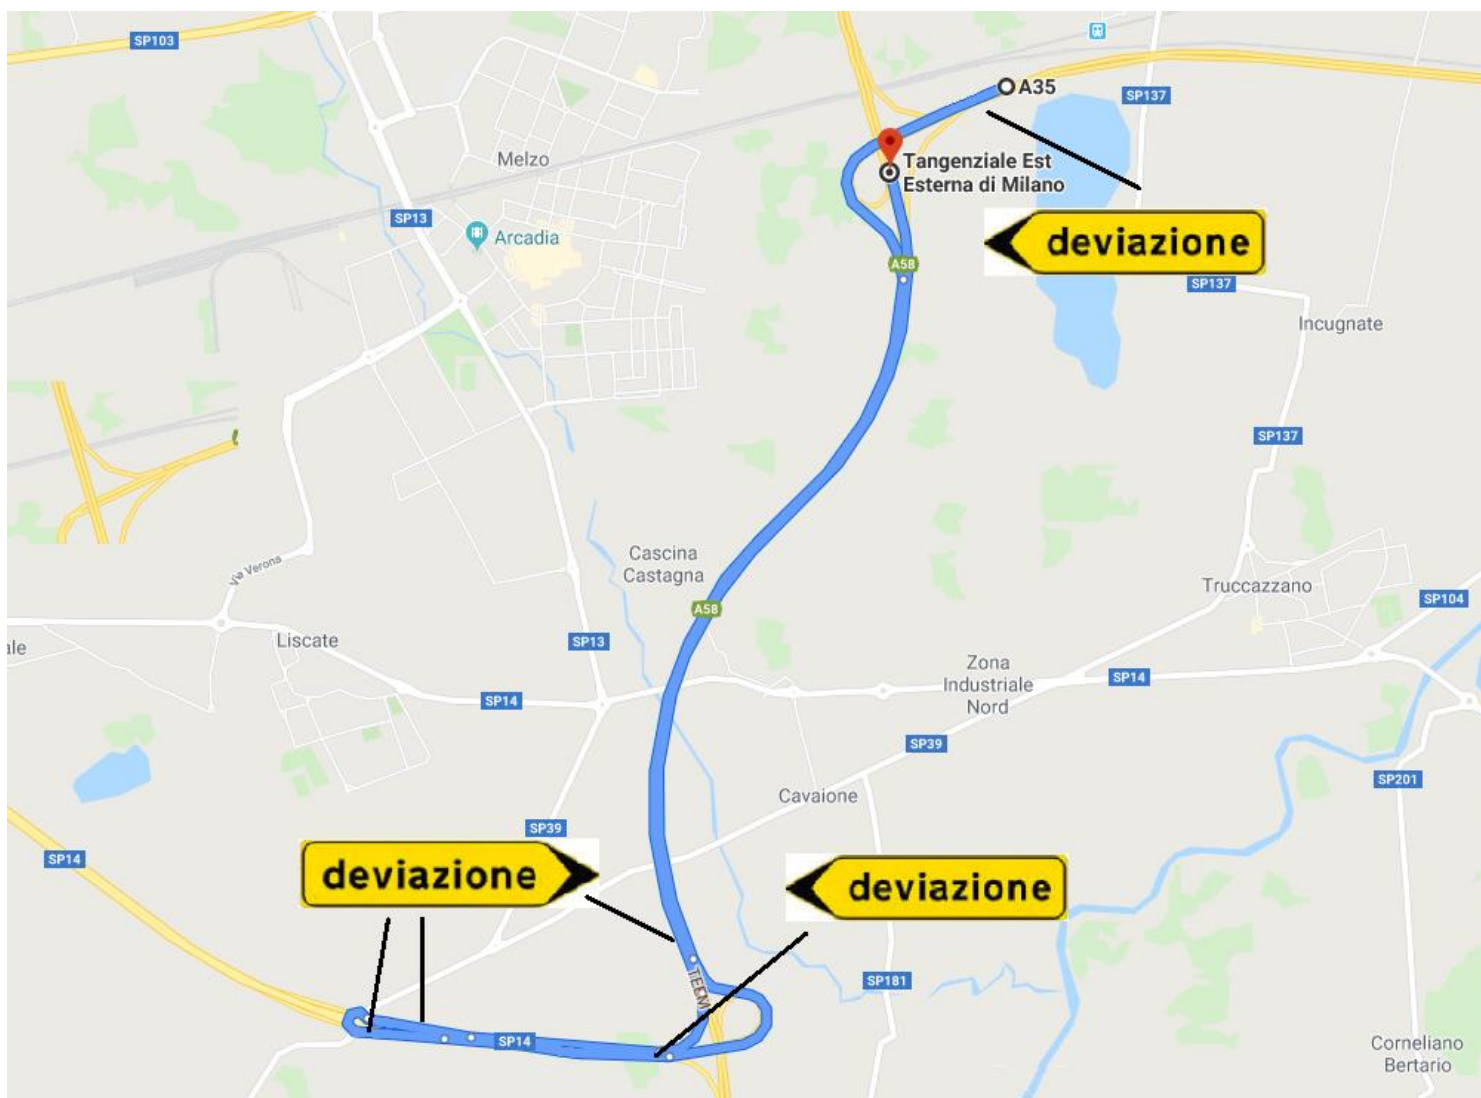 SP103
A35
SP137
Melzo
Tangenziale Est
Esterna di Milano
SP13
Arcadia
deviazione
A58
SP137
Incugnate
SP137
Cascina
Castagna
Via Verona
Truccazzano
SP104
A58
ale
Liscate
SP13
Zona
Industriale
Nord
SP14
SP14
SP39
SP201
Cavaione
SP39
SP14
deviazione
deviazione
TEEM
SP181
SP14
Corneliano
Bertario